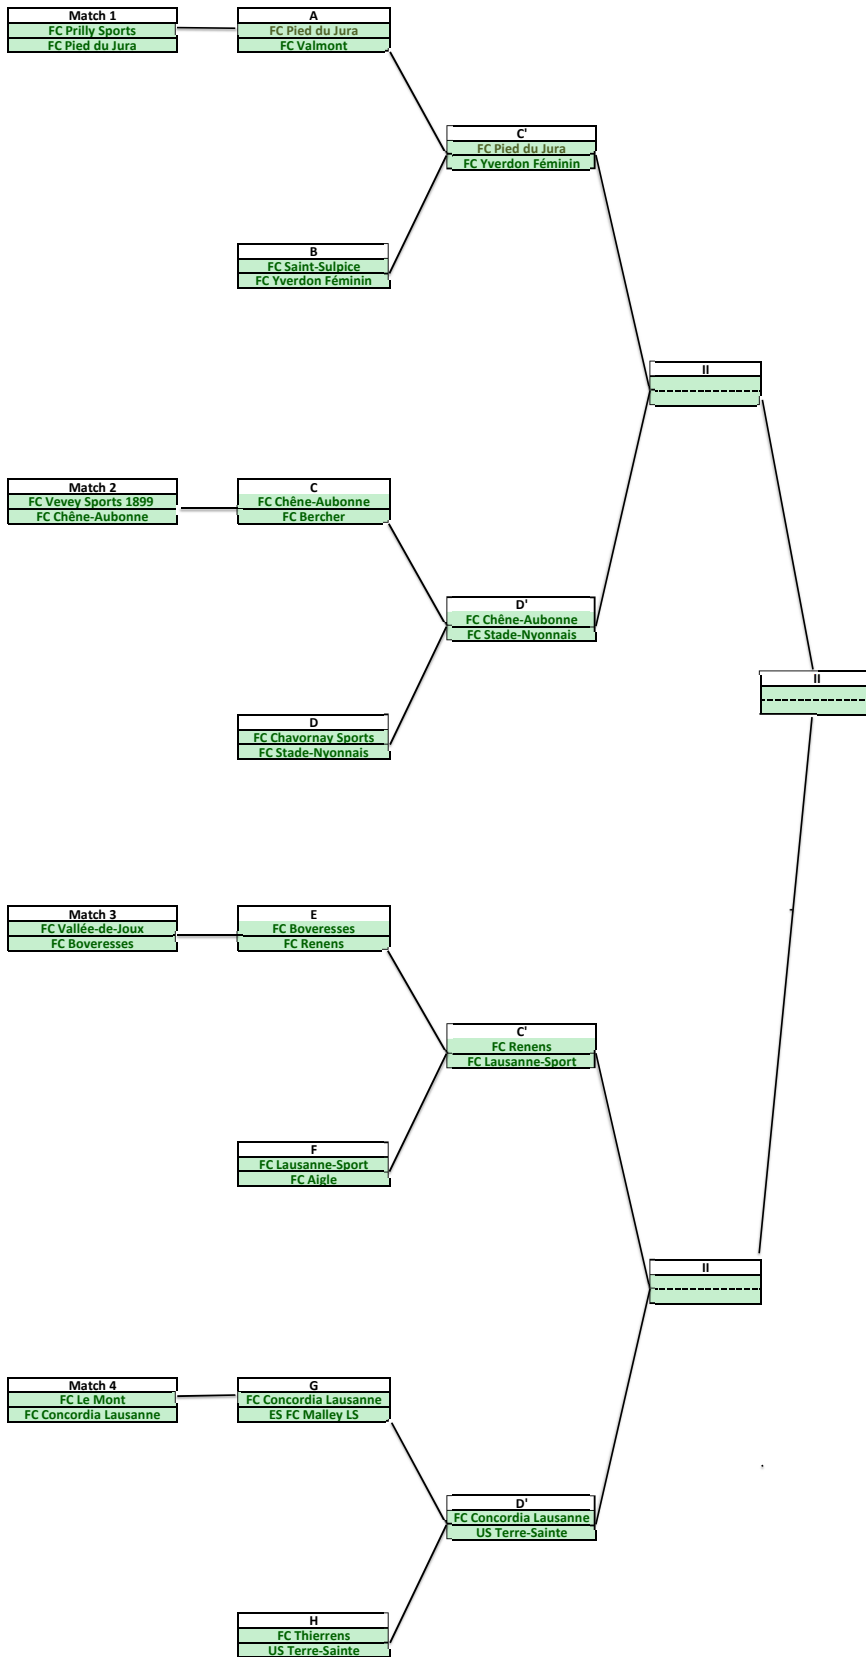 Match 1
FC Prilly Sports
FC Pied du Jura
A
FC Pied du Jura
FC Valmont
C'
FC Pied du Jura
FC Yverdon Féminin
B
FC Saint-Sulpice
FC Yverdon Féminin
II
Match 2
FC Vevey Sports 1899
FC Chêne-Aubonne
C
FC Chêne-Aubonne
FC Bercher
D'
FC Chêne-Aubonne
FC Stade-Nyonnais
II
D
FC Chavornay Sports
FC Stade-Nyonnais
Match 3
FC Vallée-de-Joux
FC Boveresses
E
FC Boveresses
FC Renens
C'
FC Renens
FC Lausanne-Sport
F
FC Lausanne-Sport
FC Aigle
II
Match 4
FC Le Mont
FC Concordia Lausanne
G
FC Concordia Lausanne
ES FC Malley LS
D'
FC Concordia Lausanne
US Terre-Sainte
H
FC Thierrens
US Terre-Sainte